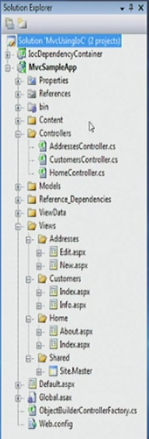 Solution Explorer
Solution 'MvcUsingIoC' (2 projects)
IocDependencyContainer
MvcSampleApp
Properties
References
bin
Content
Controllers
AddressesController.cs
CustomersController.cs
HomeController.cs
Models
Reference_Dependencies
ViewData
Views
Addresses
Edit.aspx
New.aspx
Customers
Index.aspx
Info.aspx
Home
About.aspx
Index.aspx
Shared
Site.Master
Default.aspx
Global.asax
ObjectBuilderControllerFactory.cs
Web.config